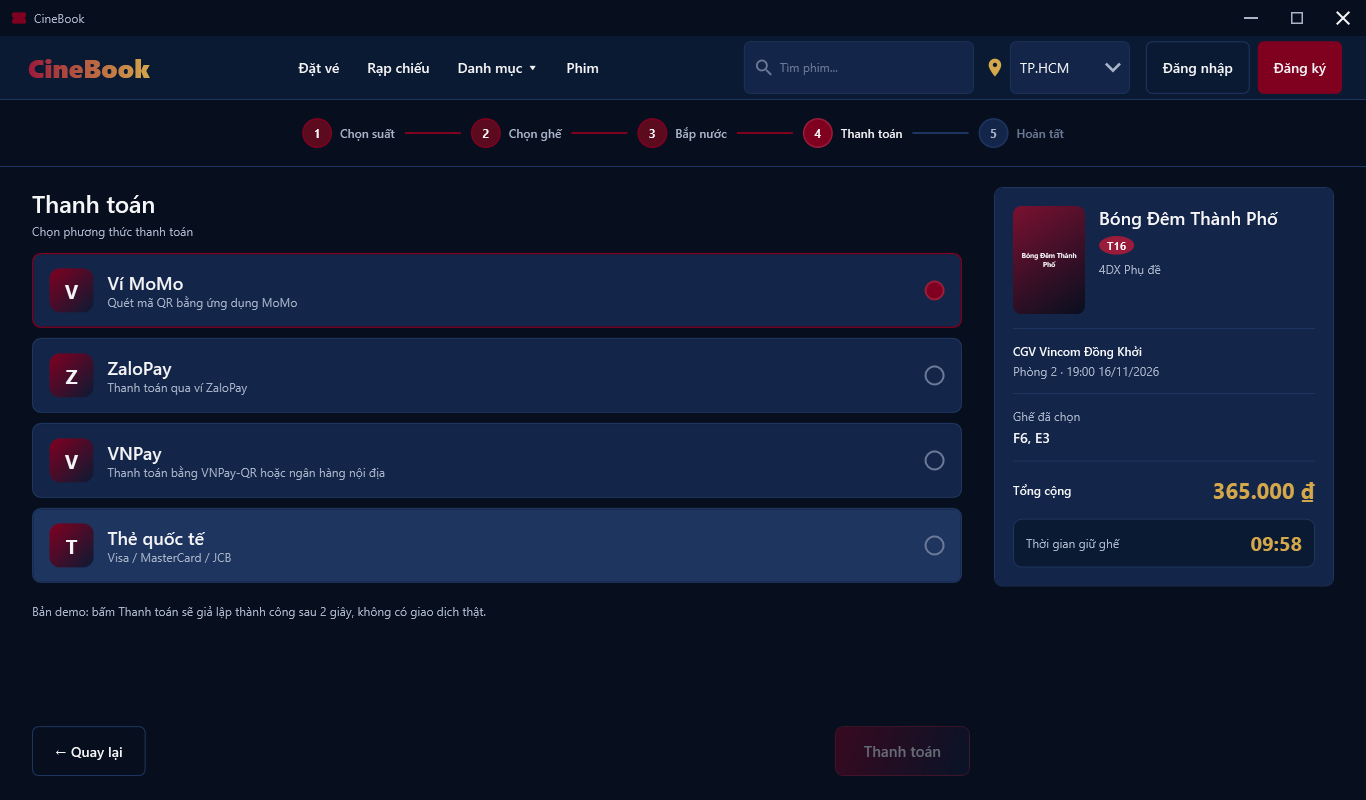 CineBook
CineBook
Đặt vé
Rạp chiếu
Danh mục
Phim
Tìm phim...
TP.HCM
Đăng nhập
Đăng ký
1 Chọn suất
2 Chọn ghế
3 Bắp nước
4 Thanh toán
5 Hoàn tất
Thanh toán
Chọn phương thức thanh toán
V
Ví MoMo
Quét mã QR bằng ứng dụng MoMo
Z
ZaloPay
Thanh toán qua ví ZaloPay
V
VNPay
Thanh toán bằng VNPay-QR hoặc ngân hàng nội địa
T
Thẻ quốc tế
Visa / MasterCard / JCB
Bản demo: bấm Thanh toán sẽ giả lập thành công sau 2 giây, không có giao dịch thật.
← Quay lại
Thanh toán
Bóng Đêm Thành
Phố
Bóng Đêm Thành Phố
T16
4DX Phụ đề
CGV Vincom Đồng Khởi
Phòng 2 · 19:00 16/11/2026
Ghế đã chọn
F6, E3
Tổng cộng 365.000 ₫
Thời gian giữ ghế 09:58